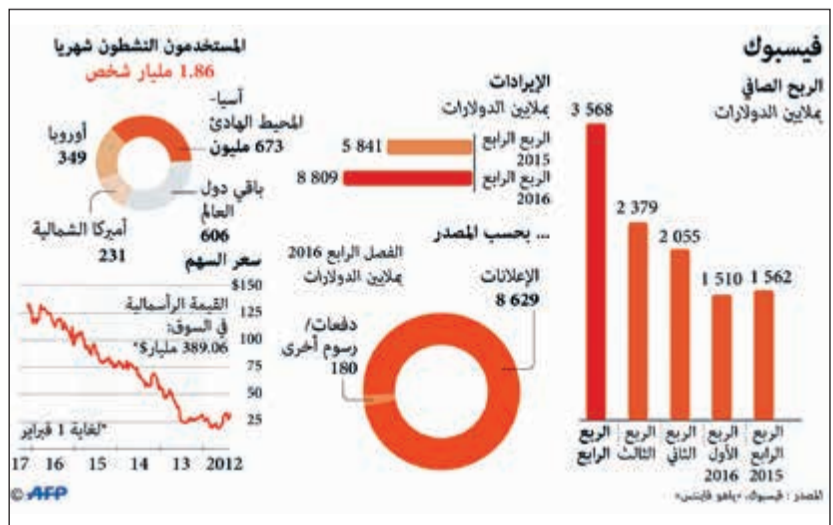 فيسبوك
الربح الصافي
بملايين الدولارات
3 568
2 379
2 055
1 510
1 562
الربع الرابع 2015
الربع الأول 2016
الربع الثاني
الربع الثالث
الربع الرابع
المصدر: فيسبوك، «ياهو فايننس»
الإيرادات
بملايين الدولارات
الربع الرابع 2015
5 841
الربع الرابع 2016
8 809
... بحسب المصدر
الفصل الرابع 2016
بملايين الدولارات
الإعلانات
8 629
دفعات/
رسوم أخرى
180
المستخدمون النشطون شهريا
1.86 مليار شخص
آسيا-
المحيط الهادئ
673 مليون
أوروبا
349
باقي دول
العالم
606
أميركا الشمالية
231
سعر السهم
$150
125
100
75
50
25
القيمة الرأسمالية
في السوق:
389.06 مليار$*
*لغاية 1 فبراير
2012
13
14
15
16
17
© AFP